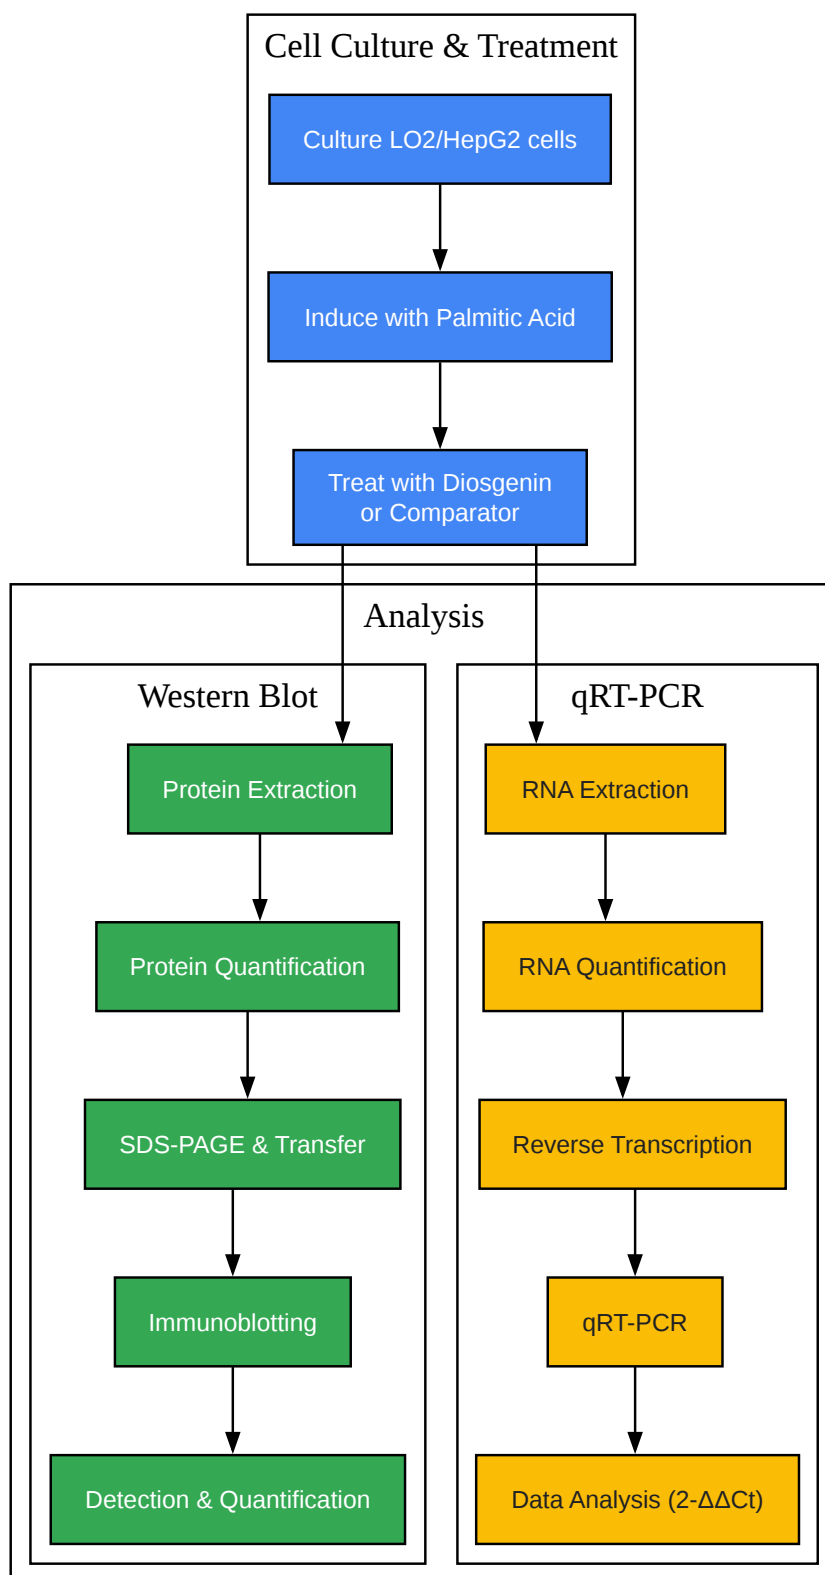 Cell Culture & Treatment
Culture LO2/HepG2 cells
Induce with Palmitic Acid
Treat with Diosgenin
or Comparator
Analysis
Western Blot
Protein Extraction
Protein Quantification
SDS-PAGE & Transfer
Immunoblotting
Detection & Quantification
qRT-PCR
RNA Extraction
RNA Quantification
Reverse Transcription
qRT-PCR
Data Analysis (2-ΔΔCt)